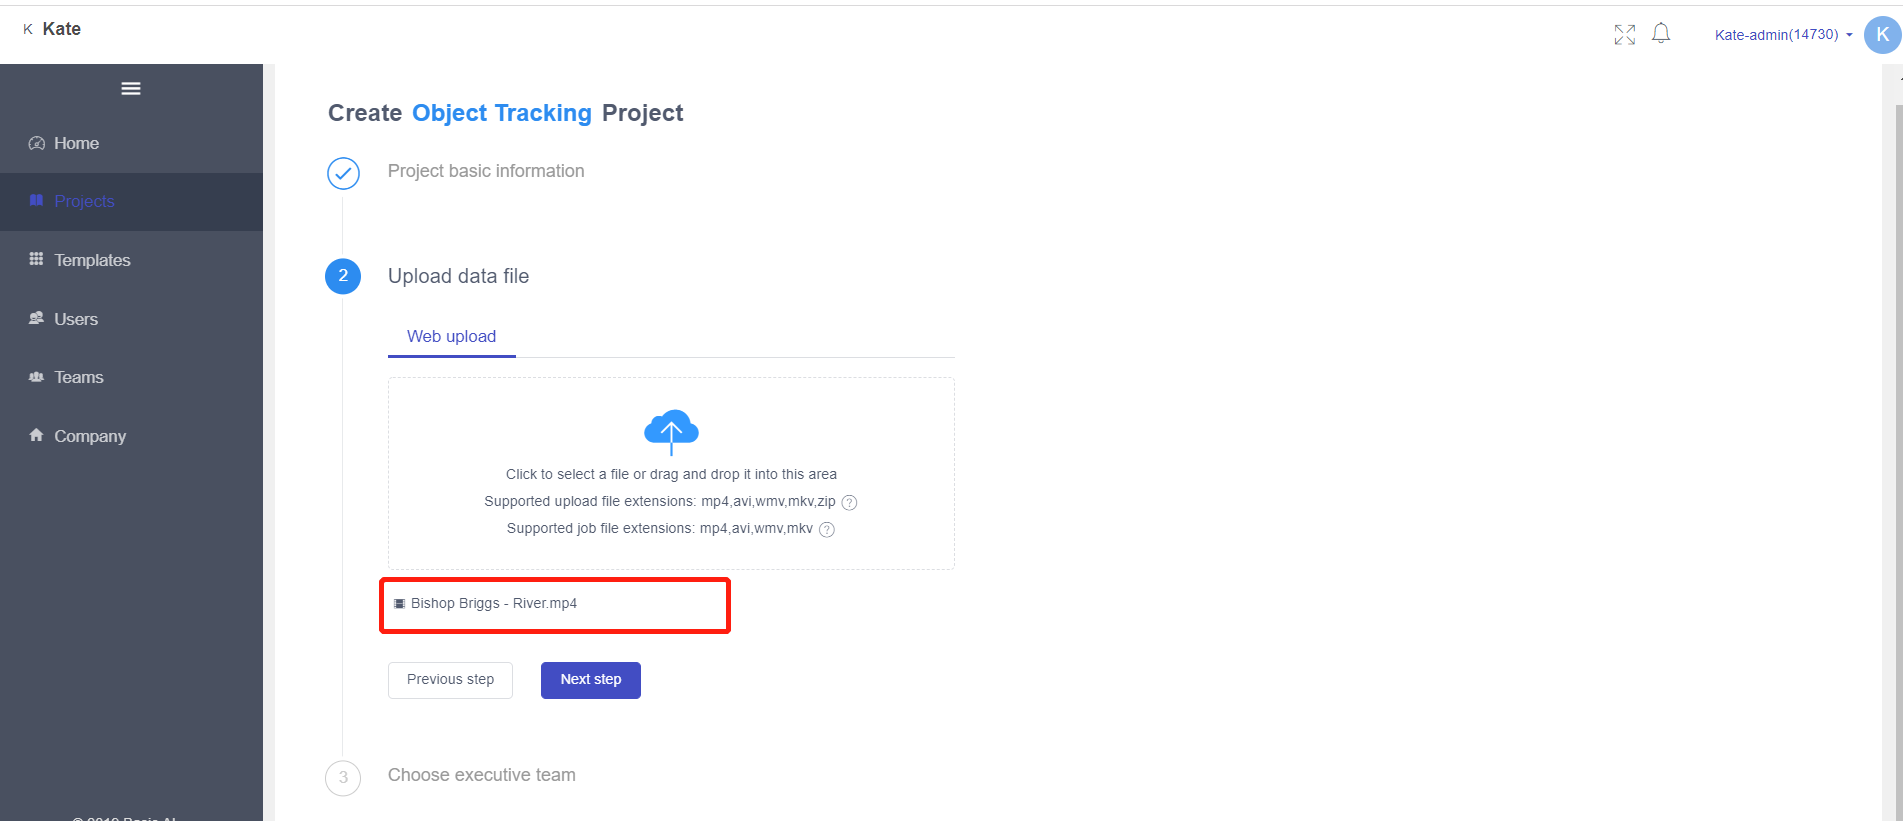 K Kate
Kate-admin(14730)
K
Home
Projects
Templates
Users
Teams
Company
Create Object Tracking Project
Project basic information
2 Upload data file
Web upload
Click to select a file or drag and drop it into this area
Supported upload file extensions: mp4,avi,wmv,mkv,zip ?
Supported job file extensions: mp4,avi,wmv,mkv ?
Bishop Briggs - River.mp4
Previous step Next step
3 Choose executive team